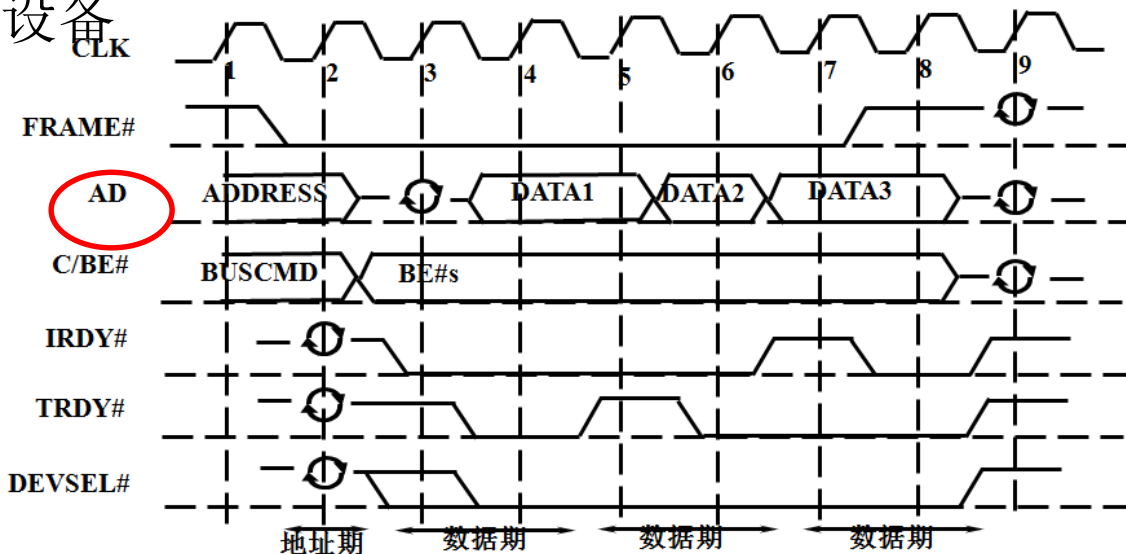 设备
CLK
1 2 3 4 5 6 7 8 9
FRAME#
AD ADDRESS DATA1 DATA2 DATA3
C/BE# BUSCMD BE#s
IRDY#
TRDY#
DEVSEL#
地址期 数据期 数据期 数据期